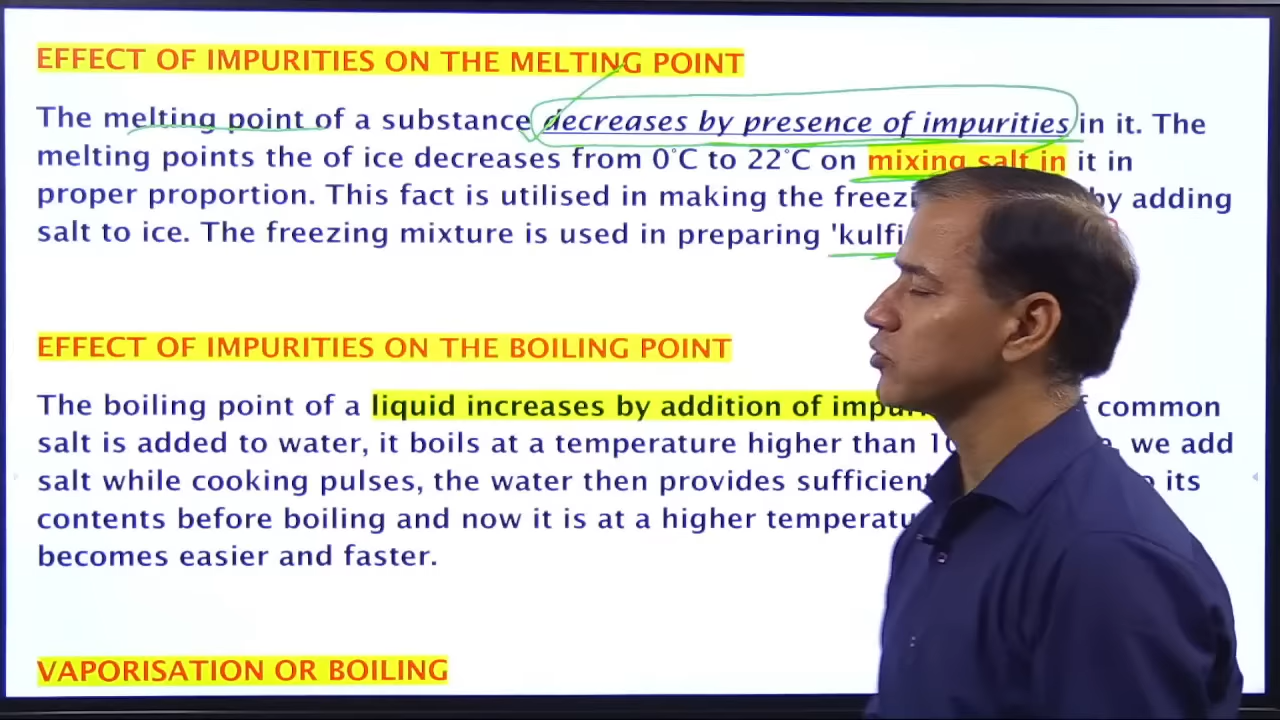 EFFECT OF IMPURITIES ON THE MELTING POINT
The melting point of a substance decreases by presence of impurities in it. The
melting points the of ice decreases from 0°C to 22°C on mixing salt in it in
proper proportion. This fact is utilised in making the by adding
salt to ice. The freezing mixture is used in preparing 'kulfi
EFFECT OF IMPURITIES ON THE BOILING POINT
The boiling point of a liquid increases by addition of common
salt is added to water, it boils at a temperature higher than we add
salt while cooking pulses, the water then provides its
contents before boiling and now it is at a higher
becomes easier and faster.
VAPORISATION OR BOILING